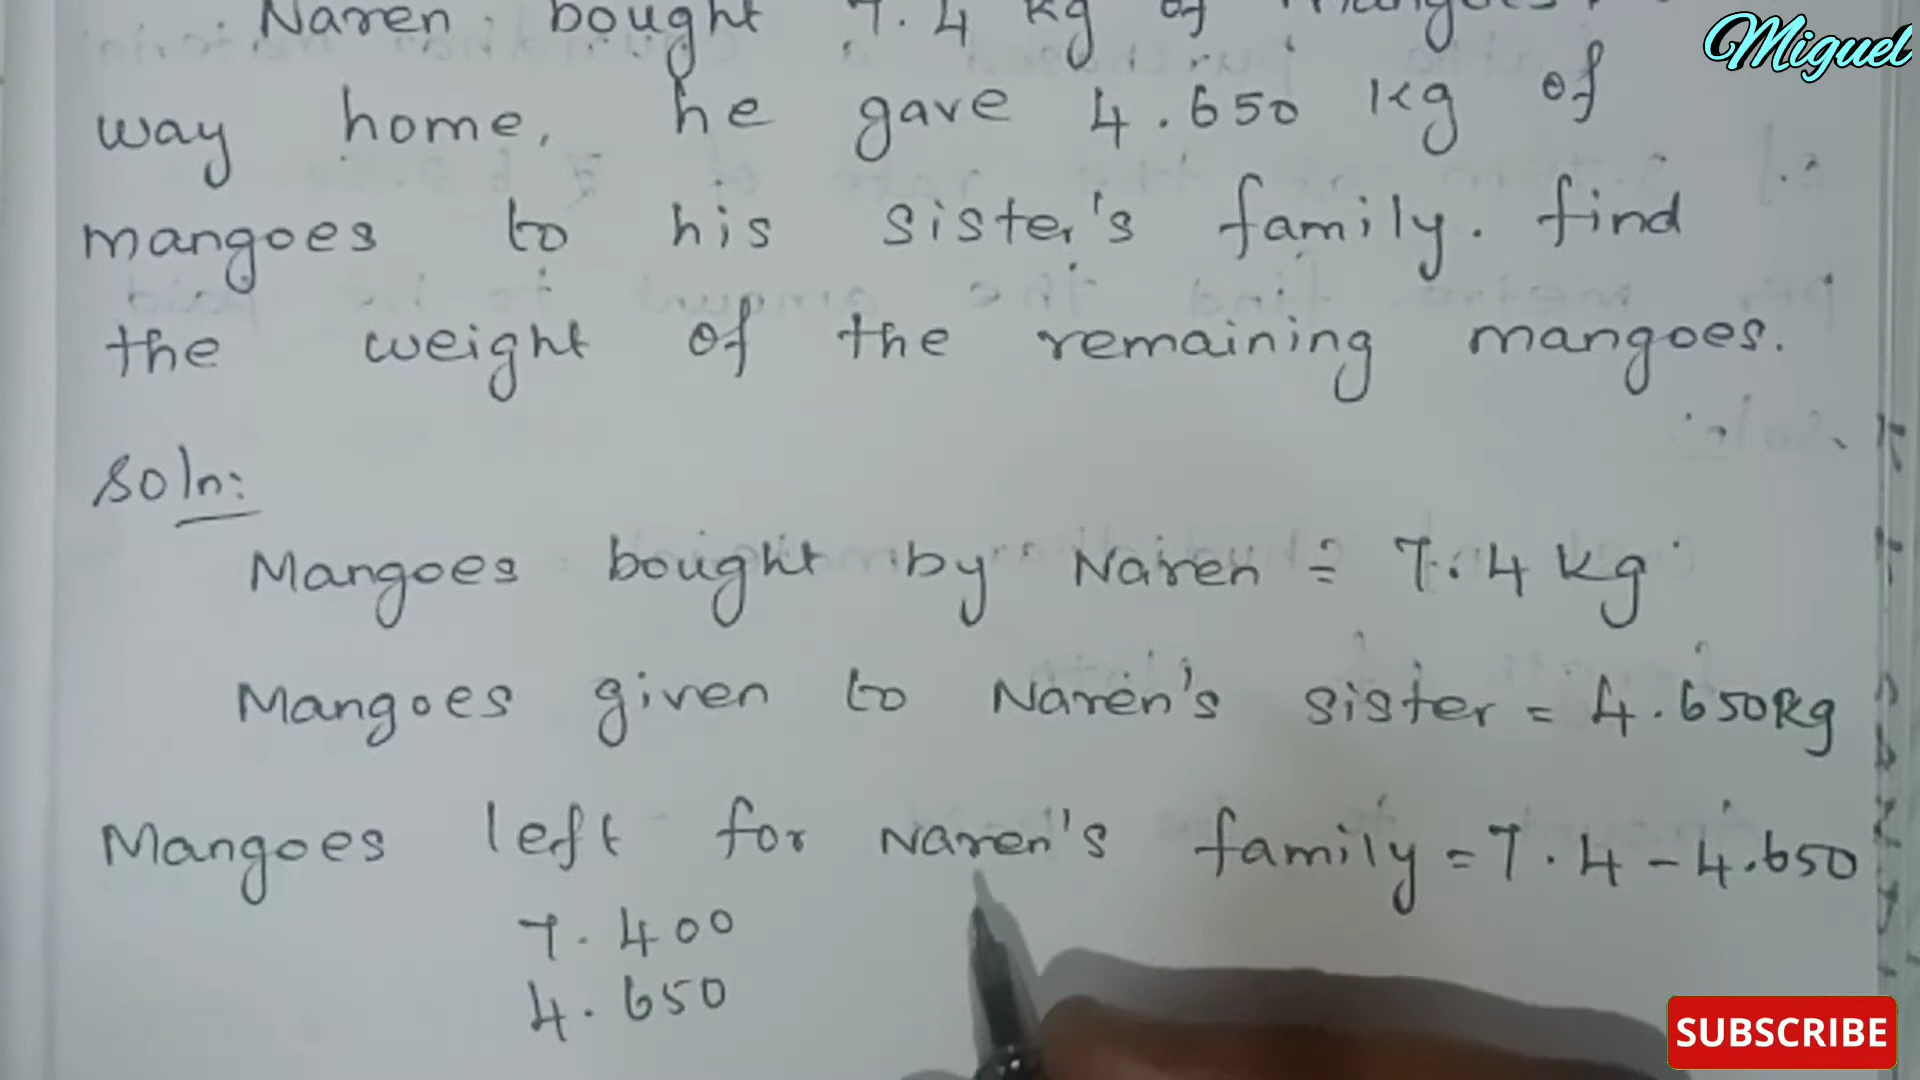 Naren bought 7.4 kg of mangoes.
Miguel
way home, he gave 4.650 kg of
mangoes to his sister's family. find
the weight of the remaining mangoes.
Soln:
Mangoes bought by Naren = 7.4 kg
Mangoes given to Naren's sister = 4.650kg
Mangoes left for Naren's family = 7.4 - 4.650
7.400
4.650
SUBSCRIBE